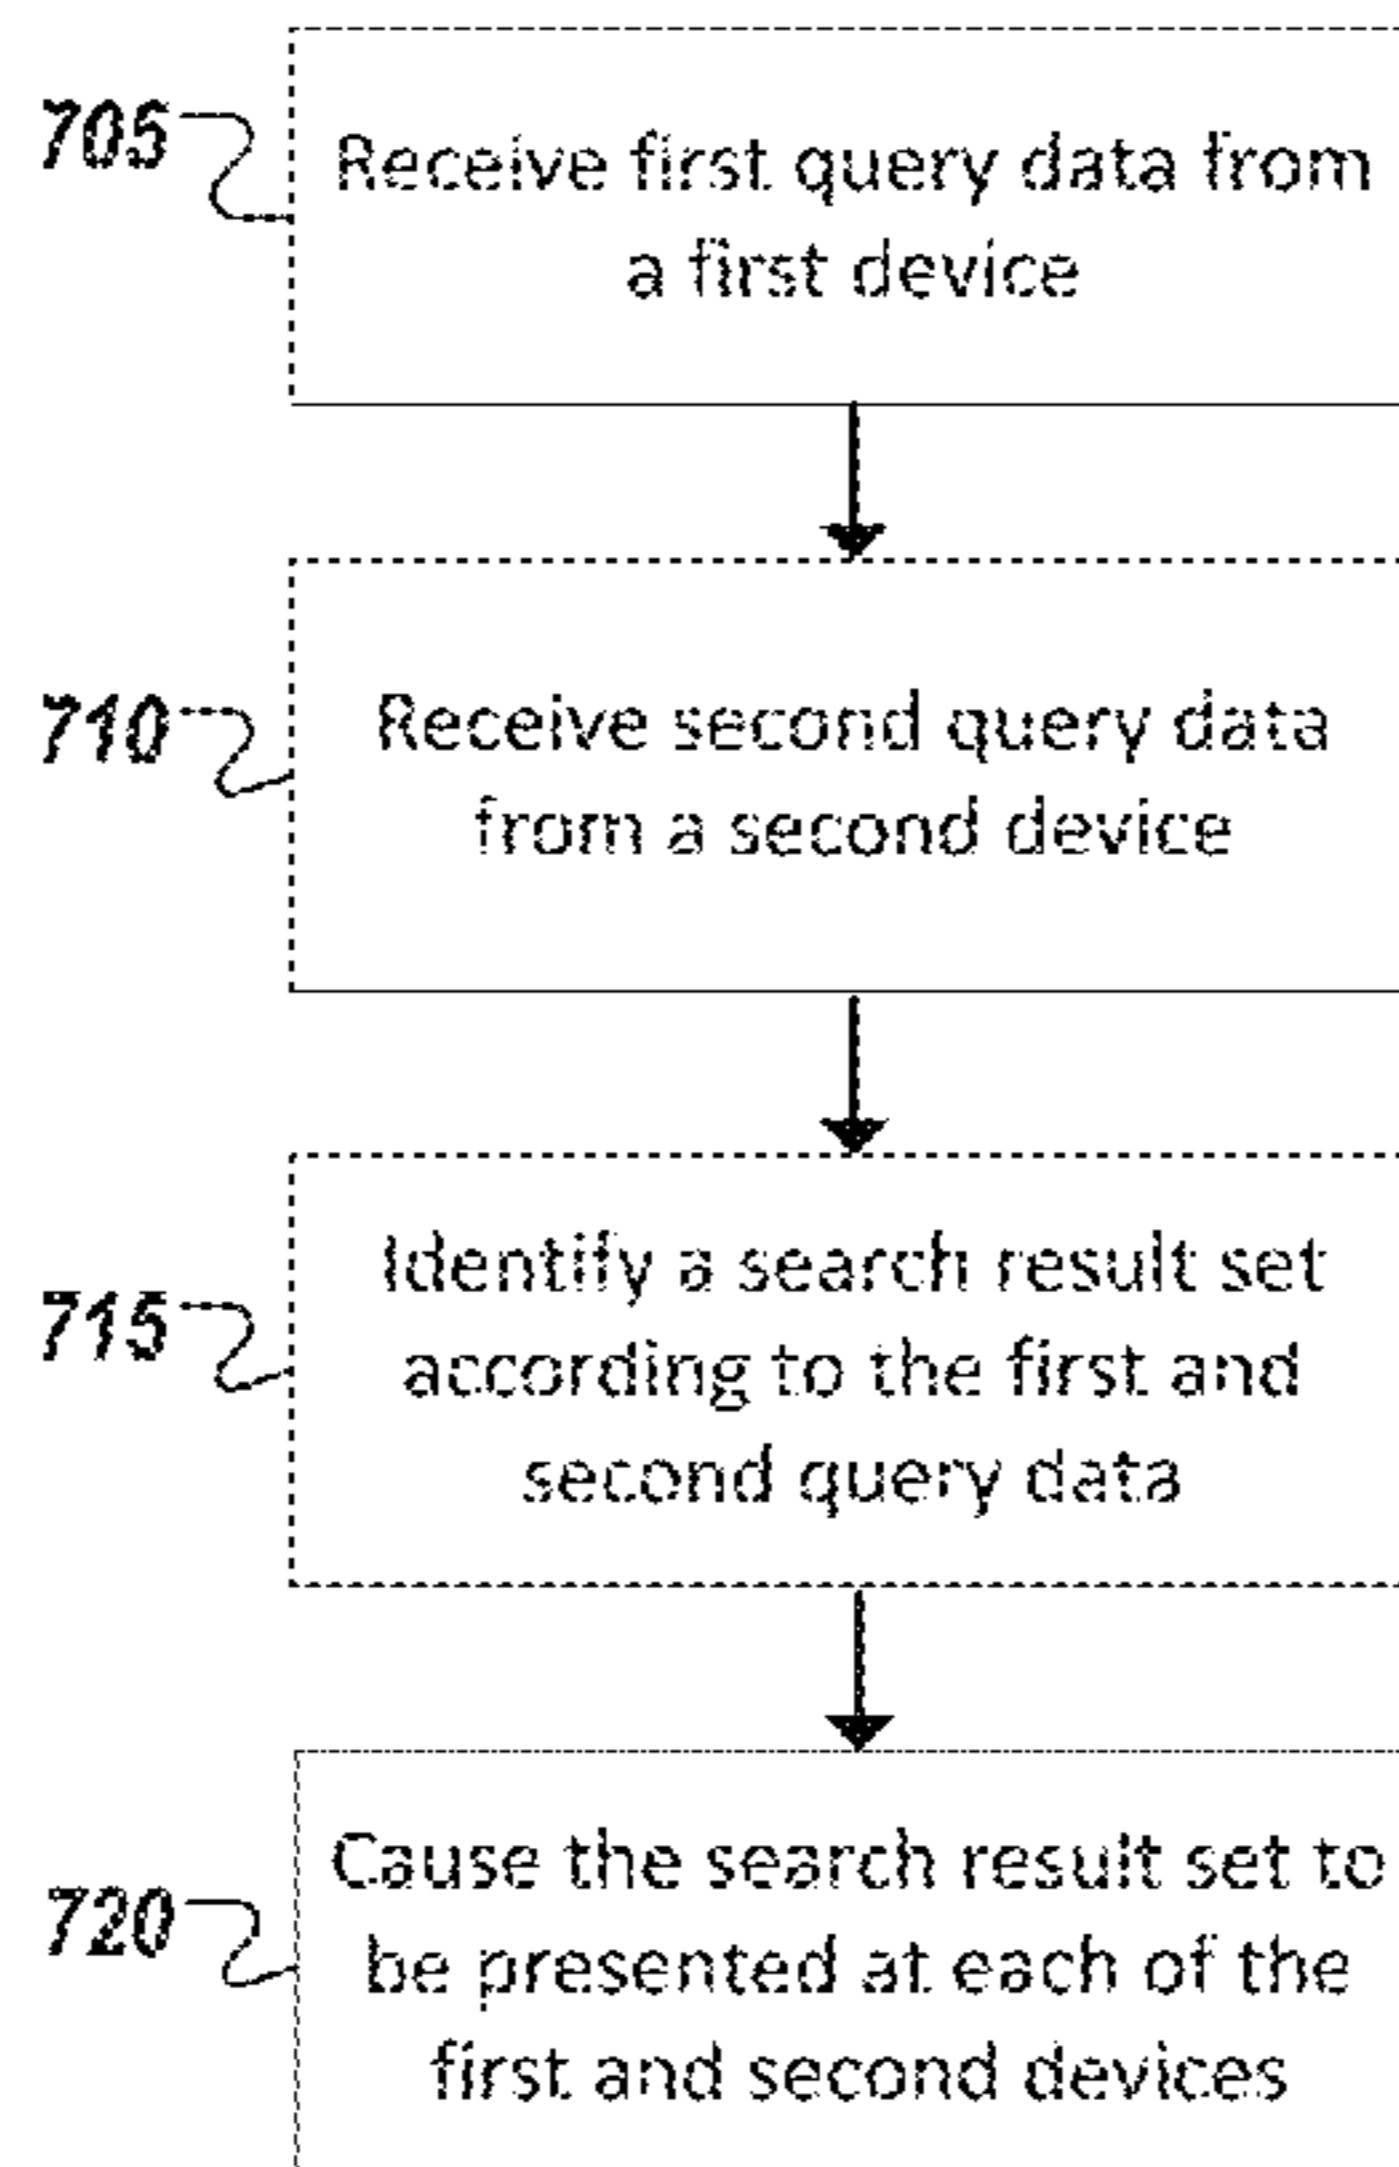 705
Receive first query data from
a first device
710
Receive second query data
from a second device
715
Identify a search result set
according to the first and
second query data
720
Cause the search result set to
be presented at each of the
first and second devices